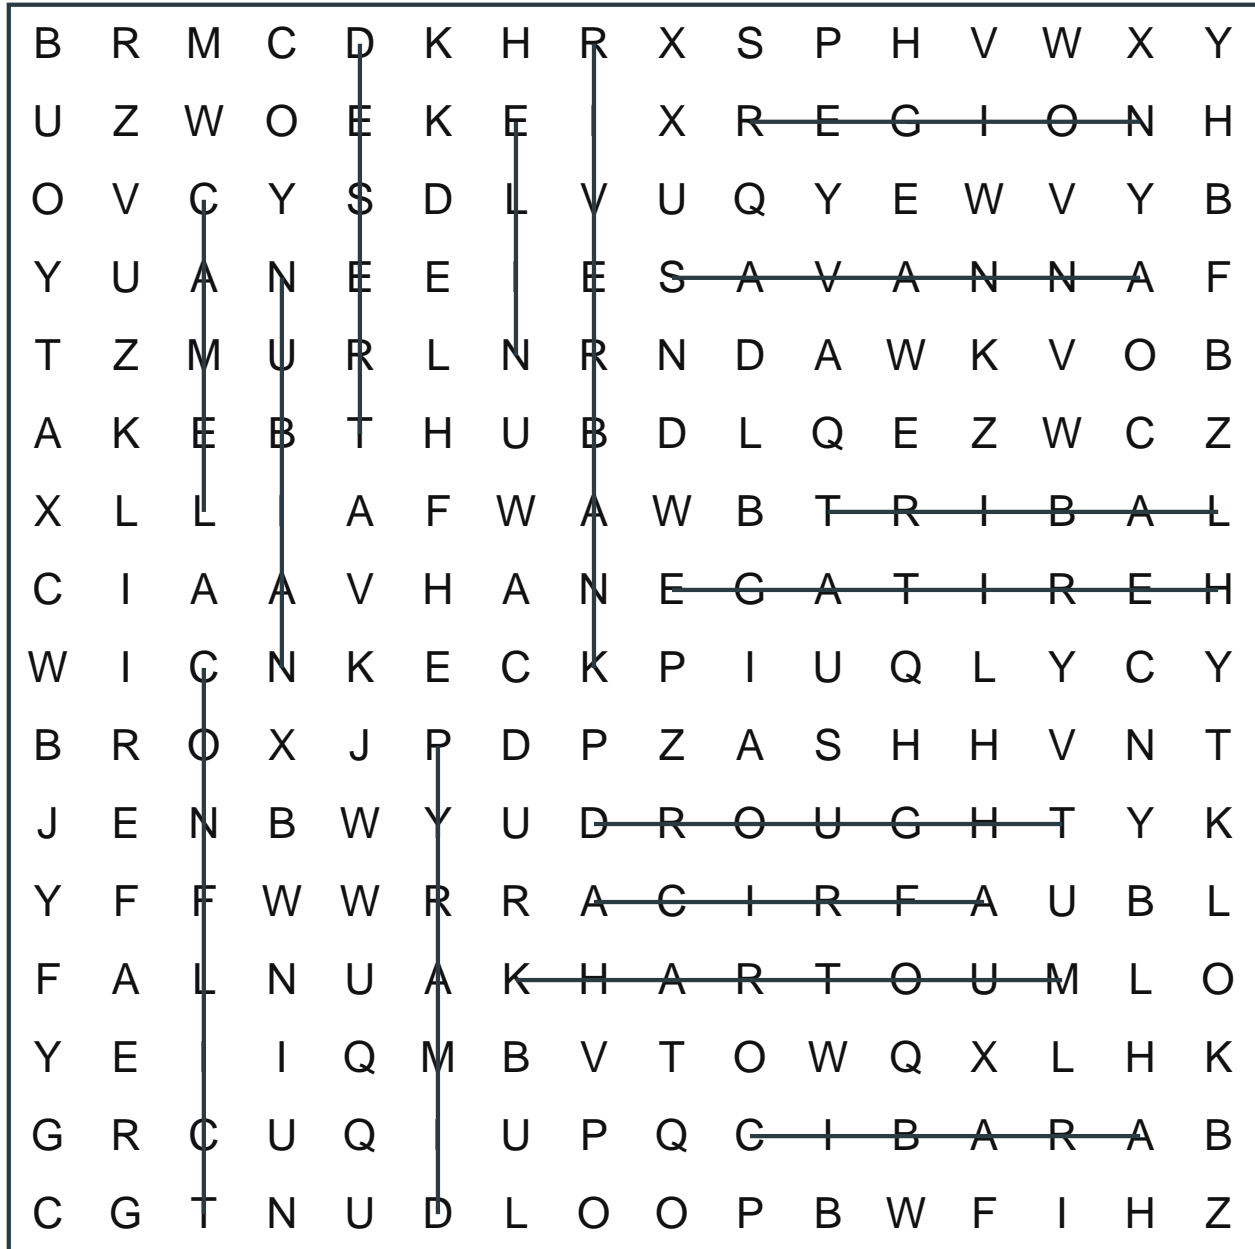 B R M C D K H R X S P H V W X Y
U Z W O E K E I X R E G I O N H
O V C Y S D L V U Q Y E W V Y B
Y U A N E E I E S A V A N N A F
T Z M U R L N R N D A W K V O B
A K E B T H U B D L Q E Z W C Z
X L L I A F W A W B T R I B A L
C I A A V H A N E G A T I R E H
W I C N K E C K P I U Q L Y C Y
B R O X J P D P Z A S H H V N T
J E N B W Y U D R O U G H T Y K
Y F F W W R R A C I R F A U B L
F A L N U A K H A R T O U M L O
Y E I I Q M B V T O W Q X L H K
G R C U Q I U P Q C I B A R A B
C G T N U D L O O P B W F I H Z